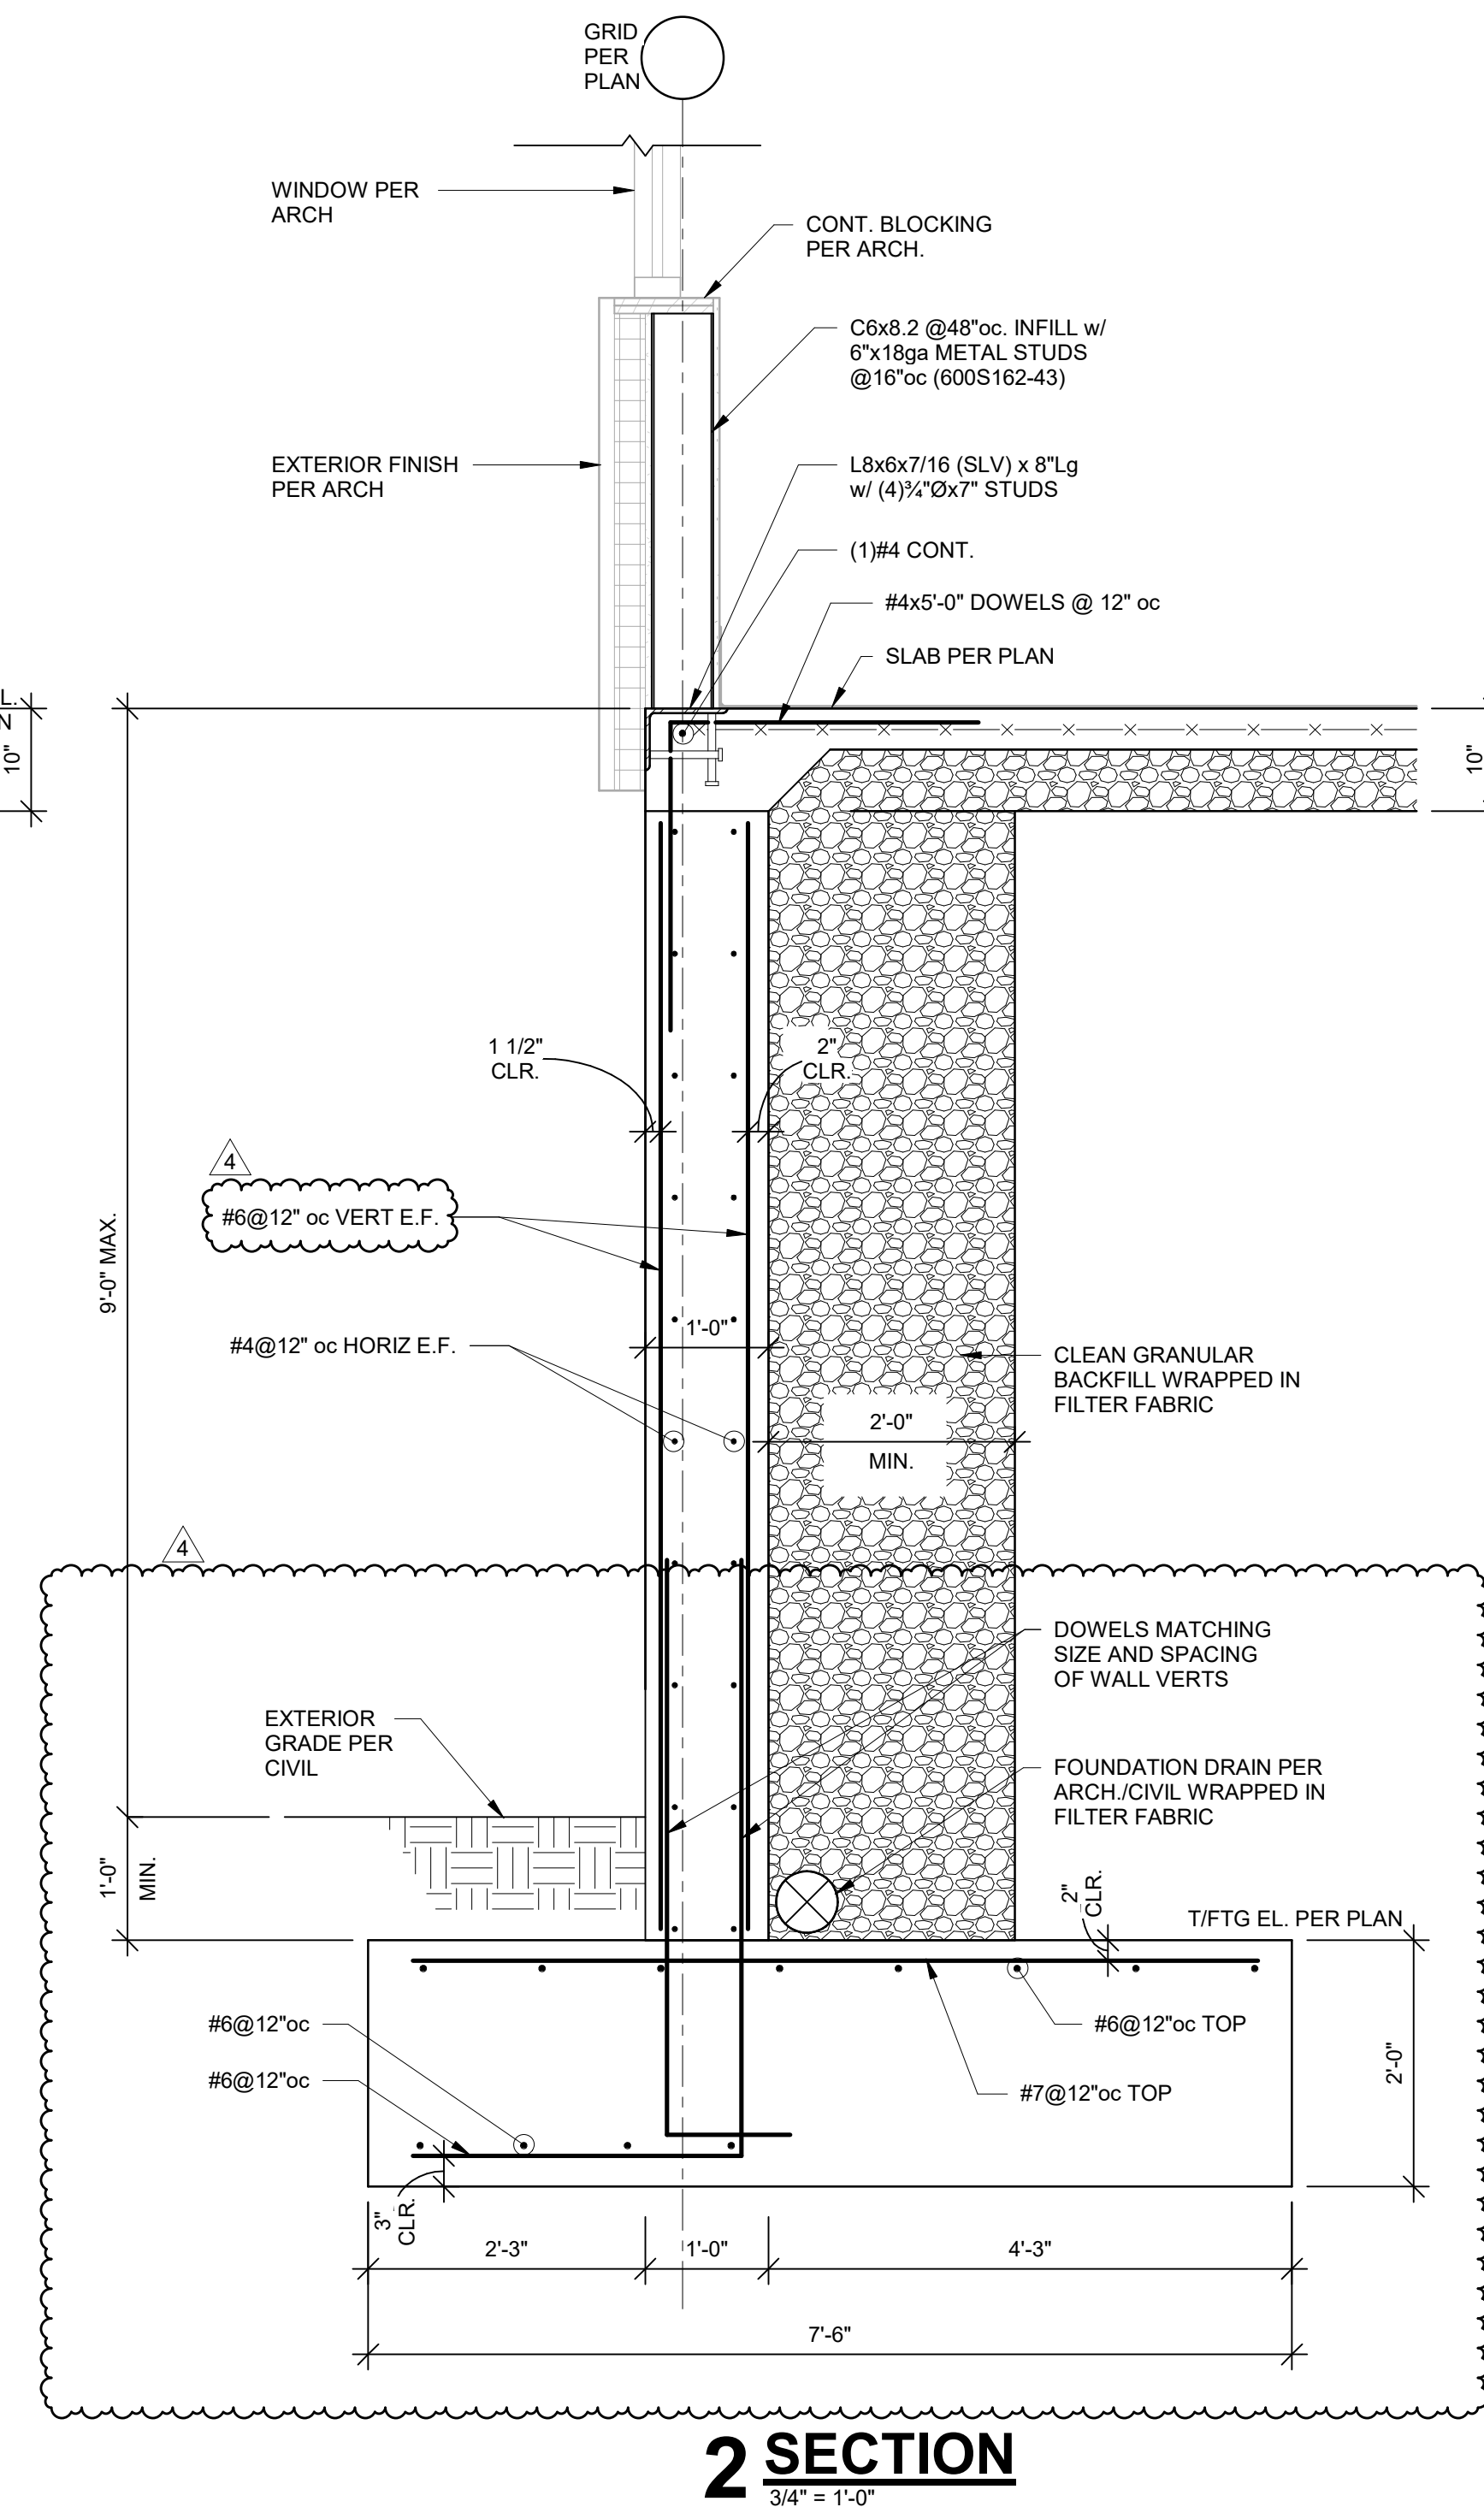 GRID
PER
PLAN
WINDOW PER
ARCH
CONT. BLOCKING
PER ARCH.
C6x8.2 @48"oc. INFILL w/
6"x18ga METAL STUDS
@16"oc (600S162-43)
EXTERIOR FINISH
PER ARCH
L8x6x7/16 (SLV) x 8"Lg
w/ (4)¾"Øx7" STUDS
(1)#4 CONT.
#4x5'-0" DOWELS @ 12" oc
SLAB PER PLAN
L.
N
10"
10"
1 1/2"
CLR.
2"
CLR.
4
#6@12" oc VERT E.F.
9'-0" MAX.
1'-0"
#4@12" oc HORIZ E.F.
CLEAN GRANULAR
BACKFILL WRAPPED IN
FILTER FABRIC
2'-0"
MIN.
4
DOWELS MATCHING
SIZE AND SPACING
OF WALL VERTS
EXTERIOR
GRADE PER
CIVIL
FOUNDATION DRAIN PER
ARCH./CIVIL WRAPPED IN
FILTER FABRIC
1'-0"
MIN.
2"
CLR.
T/FTG EL. PER PLAN
#6@12"oc
#6@12"oc TOP
#6@12"oc
#7@12"oc TOP
2'-0"
3"
CLR.
2'-3"
1'-0"
4'-3"
7'-6"
2 SECTION
3/4" = 1'-0"